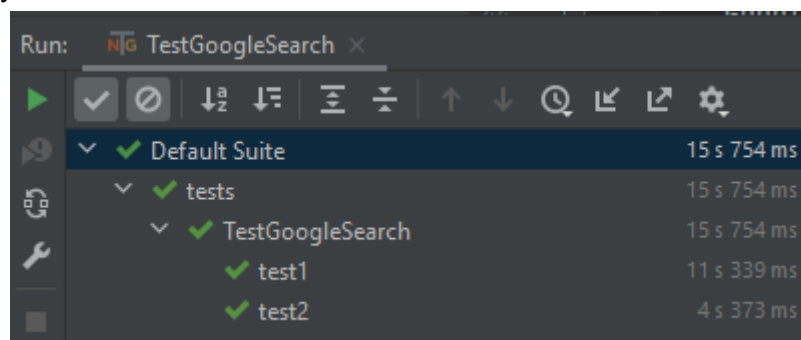 Run: NG TestGoogleSearch
Default Suite 15 s 754 ms
tests 15 s 754 ms
TestGoogleSearch 15 s 754 ms
test1 11 s 339 ms
test2 4 s 373 ms